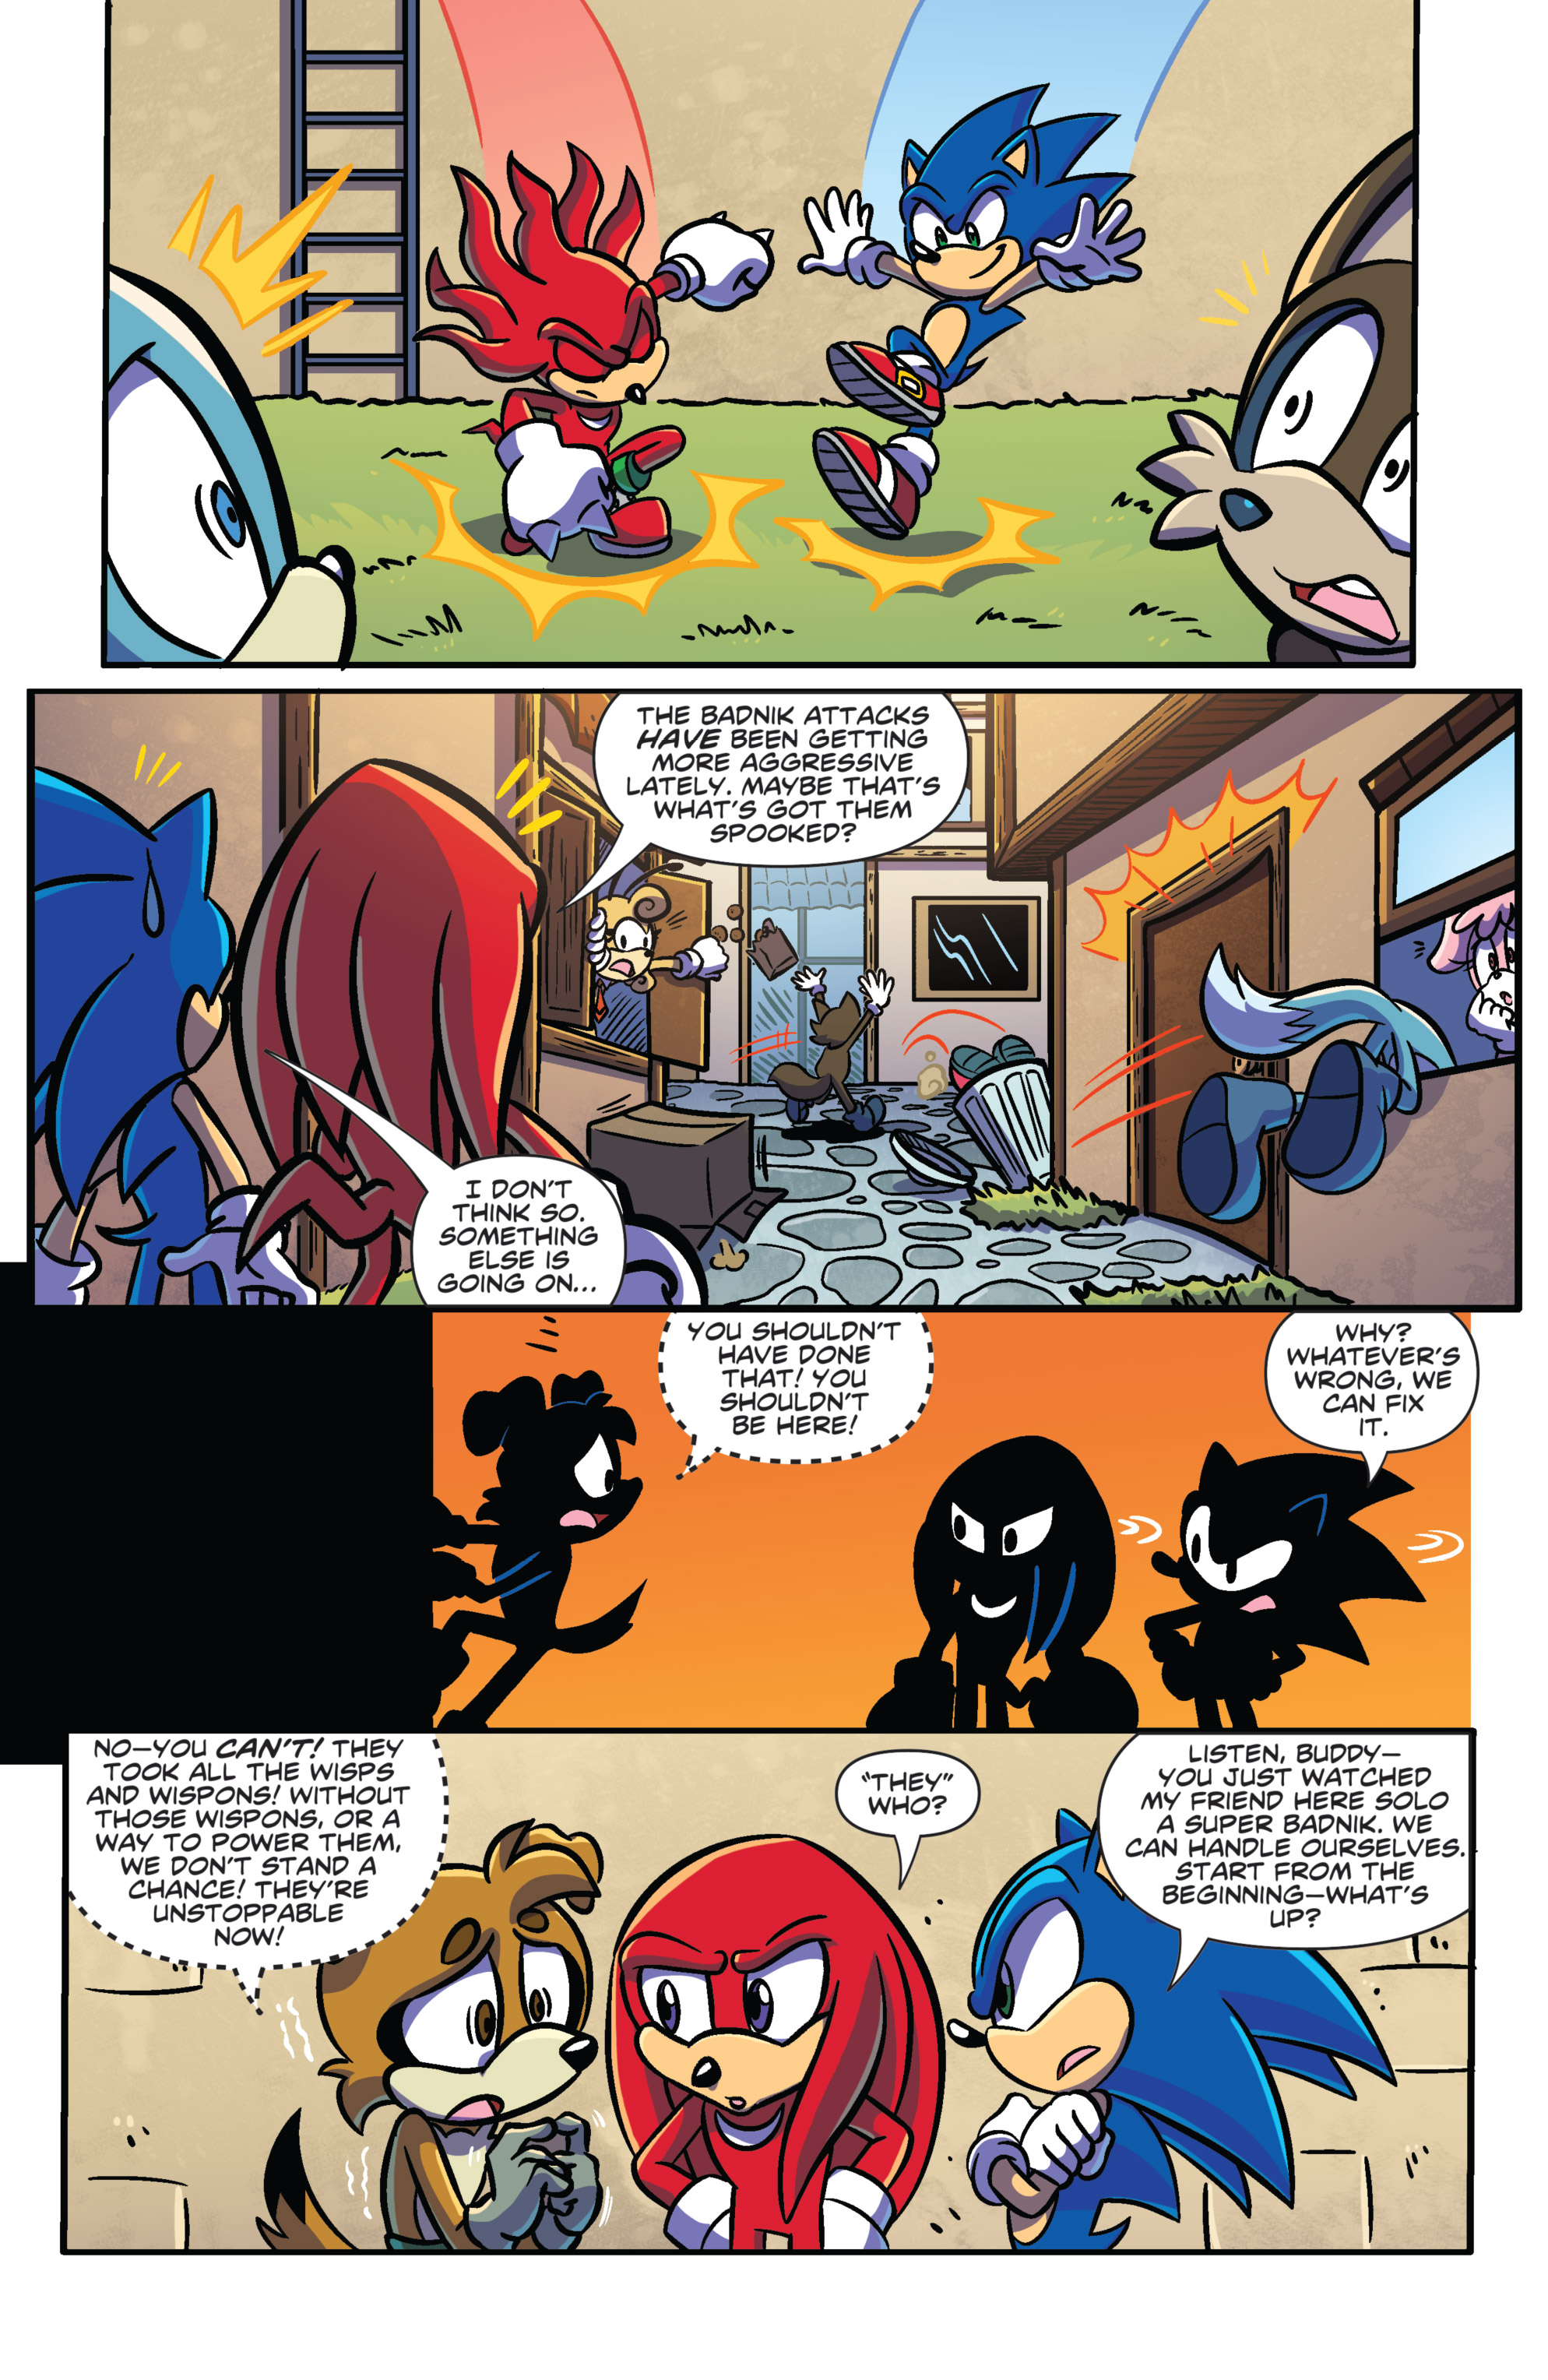 THE BADNIK ATTACKS
HAVE BEEN GETTING
MORE AGGRESSIVE
LATELY. MAYBE THAT'S
WHAT'S GOT THEM
SPOOKED?
I DON'T
THINK SO.
SOMETHING
ELSE IS
GOING ON...
YOU SHOULDN'T
HAVE DONE
THAT! YOU
SHOULDN'T
BE HERE!
WHY?
WHATEVER'S
WRONG, WE
CAN FIX
IT.
NO—YOU CAN'T! THEY
TOOK ALL THE WISPS
AND WISPONS! WITHOUT
THOSE WISPONS, OR A
WAY TO POWER THEM,
WE DON'T STAND A
CHANCE! THEY'RE
UNSTOPPABLE
NOW!
"THEY"
WHO?
LISTEN, BUDDY—
YOU JUST WATCHED
MY FRIEND HERE SOLO
A SUPER BADNIK. WE
CAN HANDLE OURSELVES.
START FROM THE
BEGINNING—WHAT'S
UP?